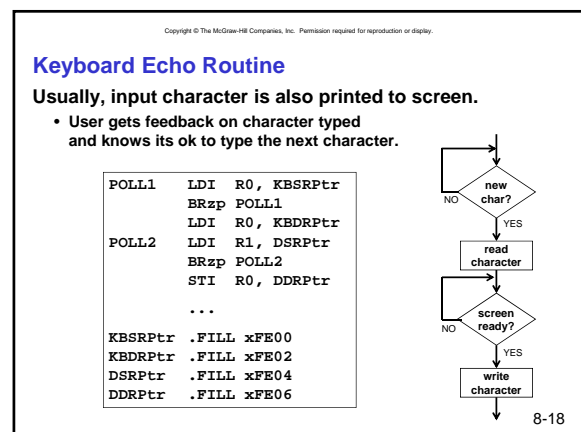 Copyright © The McGraw-Hill Companies, Inc. Permission required for reproduction or display.
Keyboard Echo Routine
Usually, input character is also printed to screen.
• User gets feedback on character typed
and knows its ok to type the next character.
POLL1 LDI R0, KBSRPtr
BRzp POLL1
LDI R0, KBDRPtr
POLL2 LDI R1, DSRPtr
BRzp POLL2
STI R0, DDRPtr
...
KBSRPtr .FILL xFE00
KBDRPtr .FILL xFE02
DSRPtr .FILL xFE04
DDRPtr .FILL xFE06
new
char?
NO
YES
read
character
screen
ready?
NO
YES
write
character
8-18